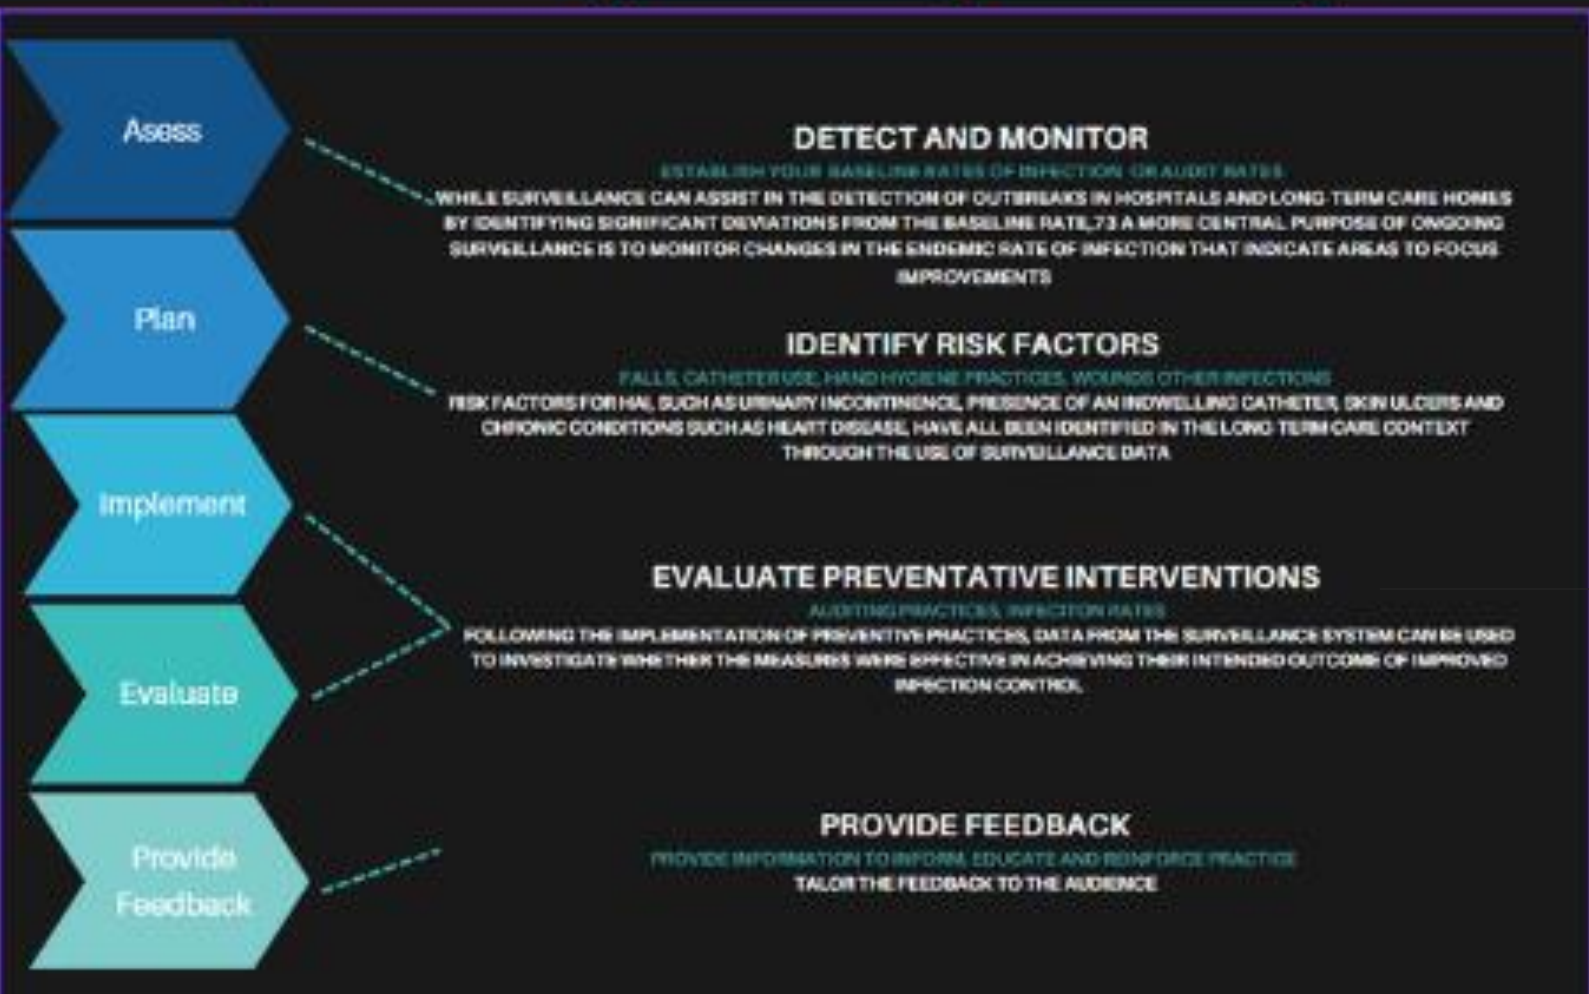 Asess
DETECT AND MONITOR
ESTABLISH YOUR BASELINE RATES OF INFECTION OR AUDIT RATES
WHILE SURVEILLANCE CAN ASSIST IN THE DETECTION OF OUTBREAKS IN HOSPITALS AND LONG TERM CARE HOMES
BY IDENTIFYING SIGNIFICANT DEVIATIONS FROM THE BASELINE RATE,73 A MORE CENTRAL PURPOSE OF ONGOING
SURVEILLANCE IS TO MONITOR CHANGES IN THE ENDEMIC RATE OF INFECTION THAT INDICATE AREAS TO FOCUS
IMPROVEMENTS
Plan
IDENTIFY RISK FACTORS
FALLS, CATHETER USE, HAND HYGIENE PRACTICES, WOUNDS OTHER INFECTIONS
RISK FACTORS FOR HAI, SUCH AS URINARY INCONTINENCE, PRESENCE OF AN INDWELLING CATHETER, SKIN ULCERS AND
CHRONIC CONDITIONS SUCH AS HEART DISEASE, HAVE ALL BEEN IDENTIFIED IN THE LONG TERM CARE CONTEXT
THROUGH THE USE OF SURVEILLANCE DATA
Implement
EVALUATE PREVENTATIVE INTERVENTIONS
AUDITING PRACTICES, INFECITON RATES
FOLLOWING THE IMPLEMENTATION OF PREVENTIVE PRACTICES, DATA FROM THE SURVEILLANCE SYSTEM CAN BE USED
TO INVESTIGATE WHETHER THE MEASURES WERE EFFECTIVE IN ACHIEVING THEIR INTENDED OUTCOME OF IMPROVED
INFECTION CONTROL
Evaluate
Provide
Feedback
PROVIDE FEEDBACK
PROVIDE INFORMATION TO INFORM, EDUCATE AND REINFORCE PRACTICE
TALOR THE FEEDBACK TO THE AUDIENCE